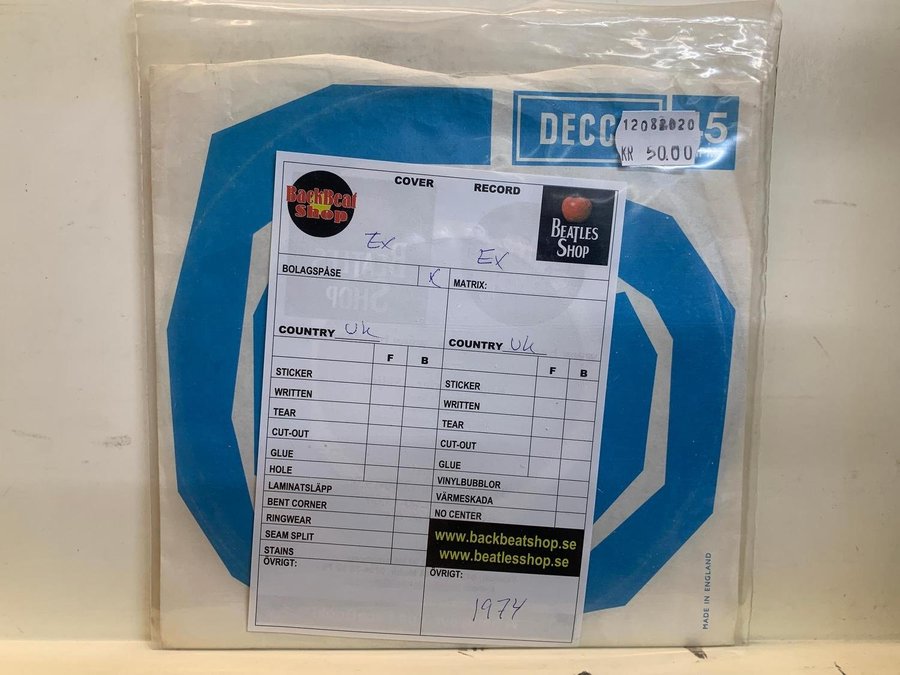 DECC
45
12082020
KR 50.00
COVER
RECORD
BackBeat
Shop
BEATLES
SHOP
Ex
Ex
BOLAGSPÅSE X
MATRIX:
COUNTRY UK
COUNTRY UK
F B
F B
STICKER
WRITTEN
TEAR
CUT-OUT
GLUE
HOLE
LAMINATSLÄPP
BENT CORNER
RINGWEAR
SEAM SPLIT
STAINS
ÖVRIGT:
STICKER
WRITTEN
TEAR
CUT-OUT
GLUE
VINYLBUBBLOR
VÄRMESKADA
NO CENTER
www.backbeatshop.se
www.beatlesshop.se
ÖVRIGT:
1974
MADE IN ENGLAND